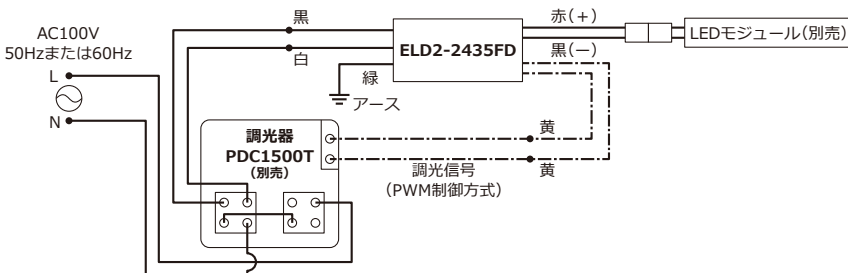 AC100V
50Hzまたは60Hz
L
N
黒
白
緑
アース
ELD2-2435FD
赤(+)
黒(−)
LEDモジュール(別売)
調光器
PDC1500T
(別売)
黄
黄
調光信号
(PWM制御方式)